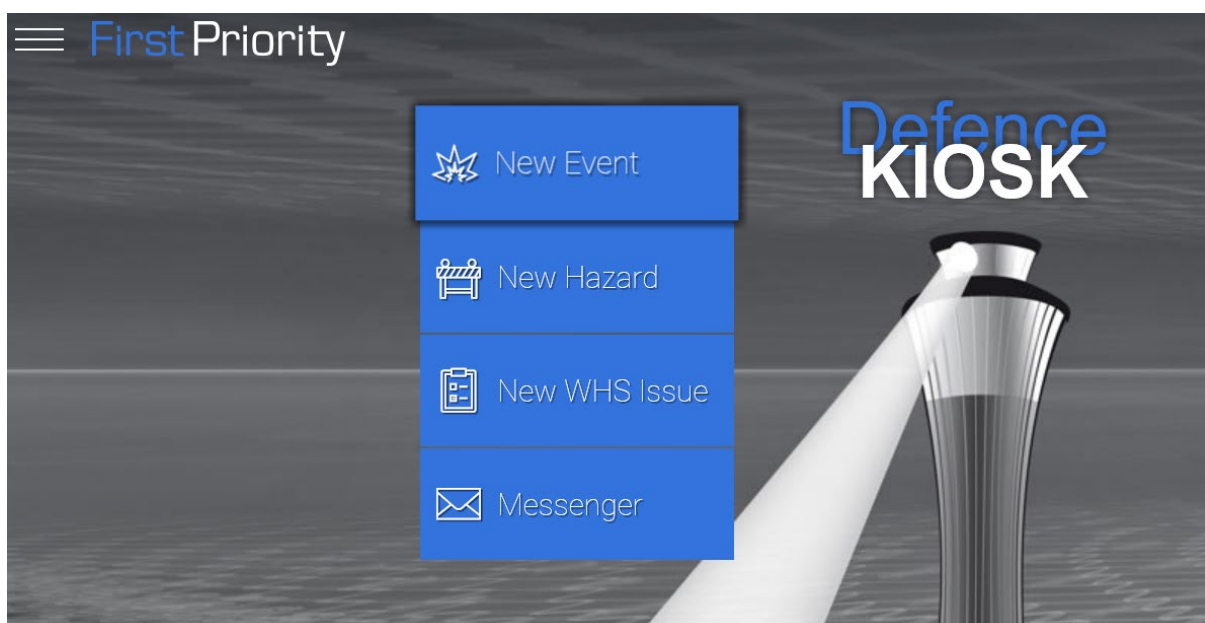 First Priority
Defence
KIOSK
New Event
New Hazard
New WHS Issue
Messenger